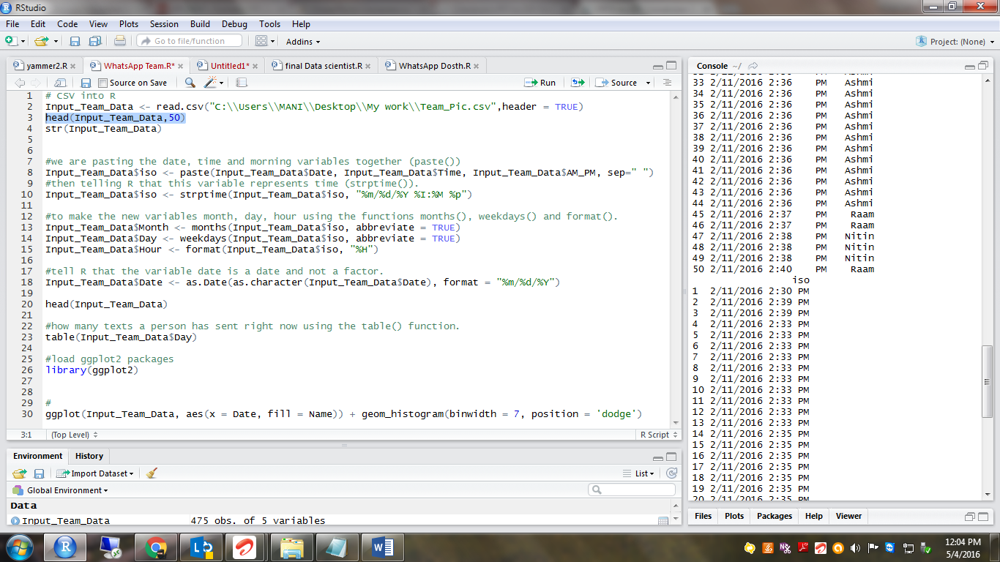 RStudio
File Edit Code View Plots Session Build Debug Tools Help
Go to file/function Addins Project: (None)
yammer2.R WhatsApp Team.R* Untitled1* final Data scientist.R WhatsApp Dosth.R
Source on Save Run Source
1 # CSV into R
2 Input_Team_Data <- read.csv("C:\\Users\\MANI\\Desktop\\My work\\Team_Pic.csv",header = TRUE)
3 head(Input_Team_Data,50)
4 str(Input_Team_Data)
5
6
7 #we are pasting the date, time and morning variables together (paste())
8 Input_Team_Data$iso <- paste(Input_Team_Data$Date, Input_Team_Data$Time, Input_Team_Data$AM_PM, sep=" ")
9 #then telling R that this variable represents time (strptime()).
10 Input_Team_Data$iso <- strptime(Input_Team_Data$iso, "%m/%d/%Y %I:%M %p")
11
12 #to make the new variables month, day, hour using the functions months(), weekdays() and format().
13 Input_Team_Data$Month <- months(Input_Team_Data$iso, abbreviate = TRUE)
14 Input_Team_Data$Day <- weekdays(Input_Team_Data$iso, abbreviate = TRUE)
15 Input_Team_Data$Hour <- format(Input_Team_Data$iso, "%H")
16
17 #tell R that the variable date is a date and not a factor.
18 Input_Team_Data$Date <- as.Date(as.character(Input_Team_Data$Date), format = "%m/%d/%Y")
19
20 head(Input_Team_Data)
21
22 #how many texts a person has sent right now using the table() function.
23 table(Input_Team_Data$Day)
24
25 #load ggplot2 packages
26 library(ggplot2)
27
28
29 #
30 ggplot(Input_Team_Data, aes(x = Date, fill = Name)) + geom_histogram(binwidth = 7, position = 'dodge')
3:1 (Top Level) R Script
Environment History
Import Dataset List
Global Environment
Data
Input_Team_Data 475 obs. of 5 variables
Console ~/
32 2/11/2016 2:36 PM Ashmi
33 2/11/2016 2:36 PM Ashmi
34 2/11/2016 2:36 PM Ashmi
35 2/11/2016 2:36 PM Ashmi
36 2/11/2016 2:36 PM Ashmi
37 2/11/2016 2:36 PM Ashmi
38 2/11/2016 2:36 PM Ashmi
39 2/11/2016 2:36 PM Ashmi
40 2/11/2016 2:36 PM Ashmi
41 2/11/2016 2:36 PM Ashmi
42 2/11/2016 2:36 PM Ashmi
43 2/11/2016 2:36 PM Ashmi
44 2/11/2016 2:36 PM Ashmi
45 2/11/2016 2:37 PM Raam
46 2/11/2016 2:37 PM Raam
47 2/11/2016 2:38 PM Nitin
48 2/11/2016 2:38 PM Nitin
49 2/11/2016 2:38 PM Nitin
50 2/11/2016 2:40 PM Raam
iso
1 2/11/2016 2:30 PM
2 2/11/2016 2:39 PM
3 2/11/2016 2:39 PM
4 2/11/2016 2:33 PM
5 2/11/2016 2:33 PM
6 2/11/2016 2:33 PM
7 2/11/2016 2:33 PM
8 2/11/2016 2:33 PM
9 2/11/2016 2:33 PM
10 2/11/2016 2:33 PM
11 2/11/2016 2:33 PM
12 2/11/2016 2:33 PM
13 2/11/2016 2:33 PM
14 2/11/2016 2:35 PM
15 2/11/2016 2:35 PM
16 2/11/2016 2:35 PM
17 2/11/2016 2:35 PM
18 2/11/2016 2:35 PM
19 2/11/2016 2:35 PM
20 2/11/2016 2:35 PM
Files Plots Packages Help Viewer
12:04 PM
5/4/2016